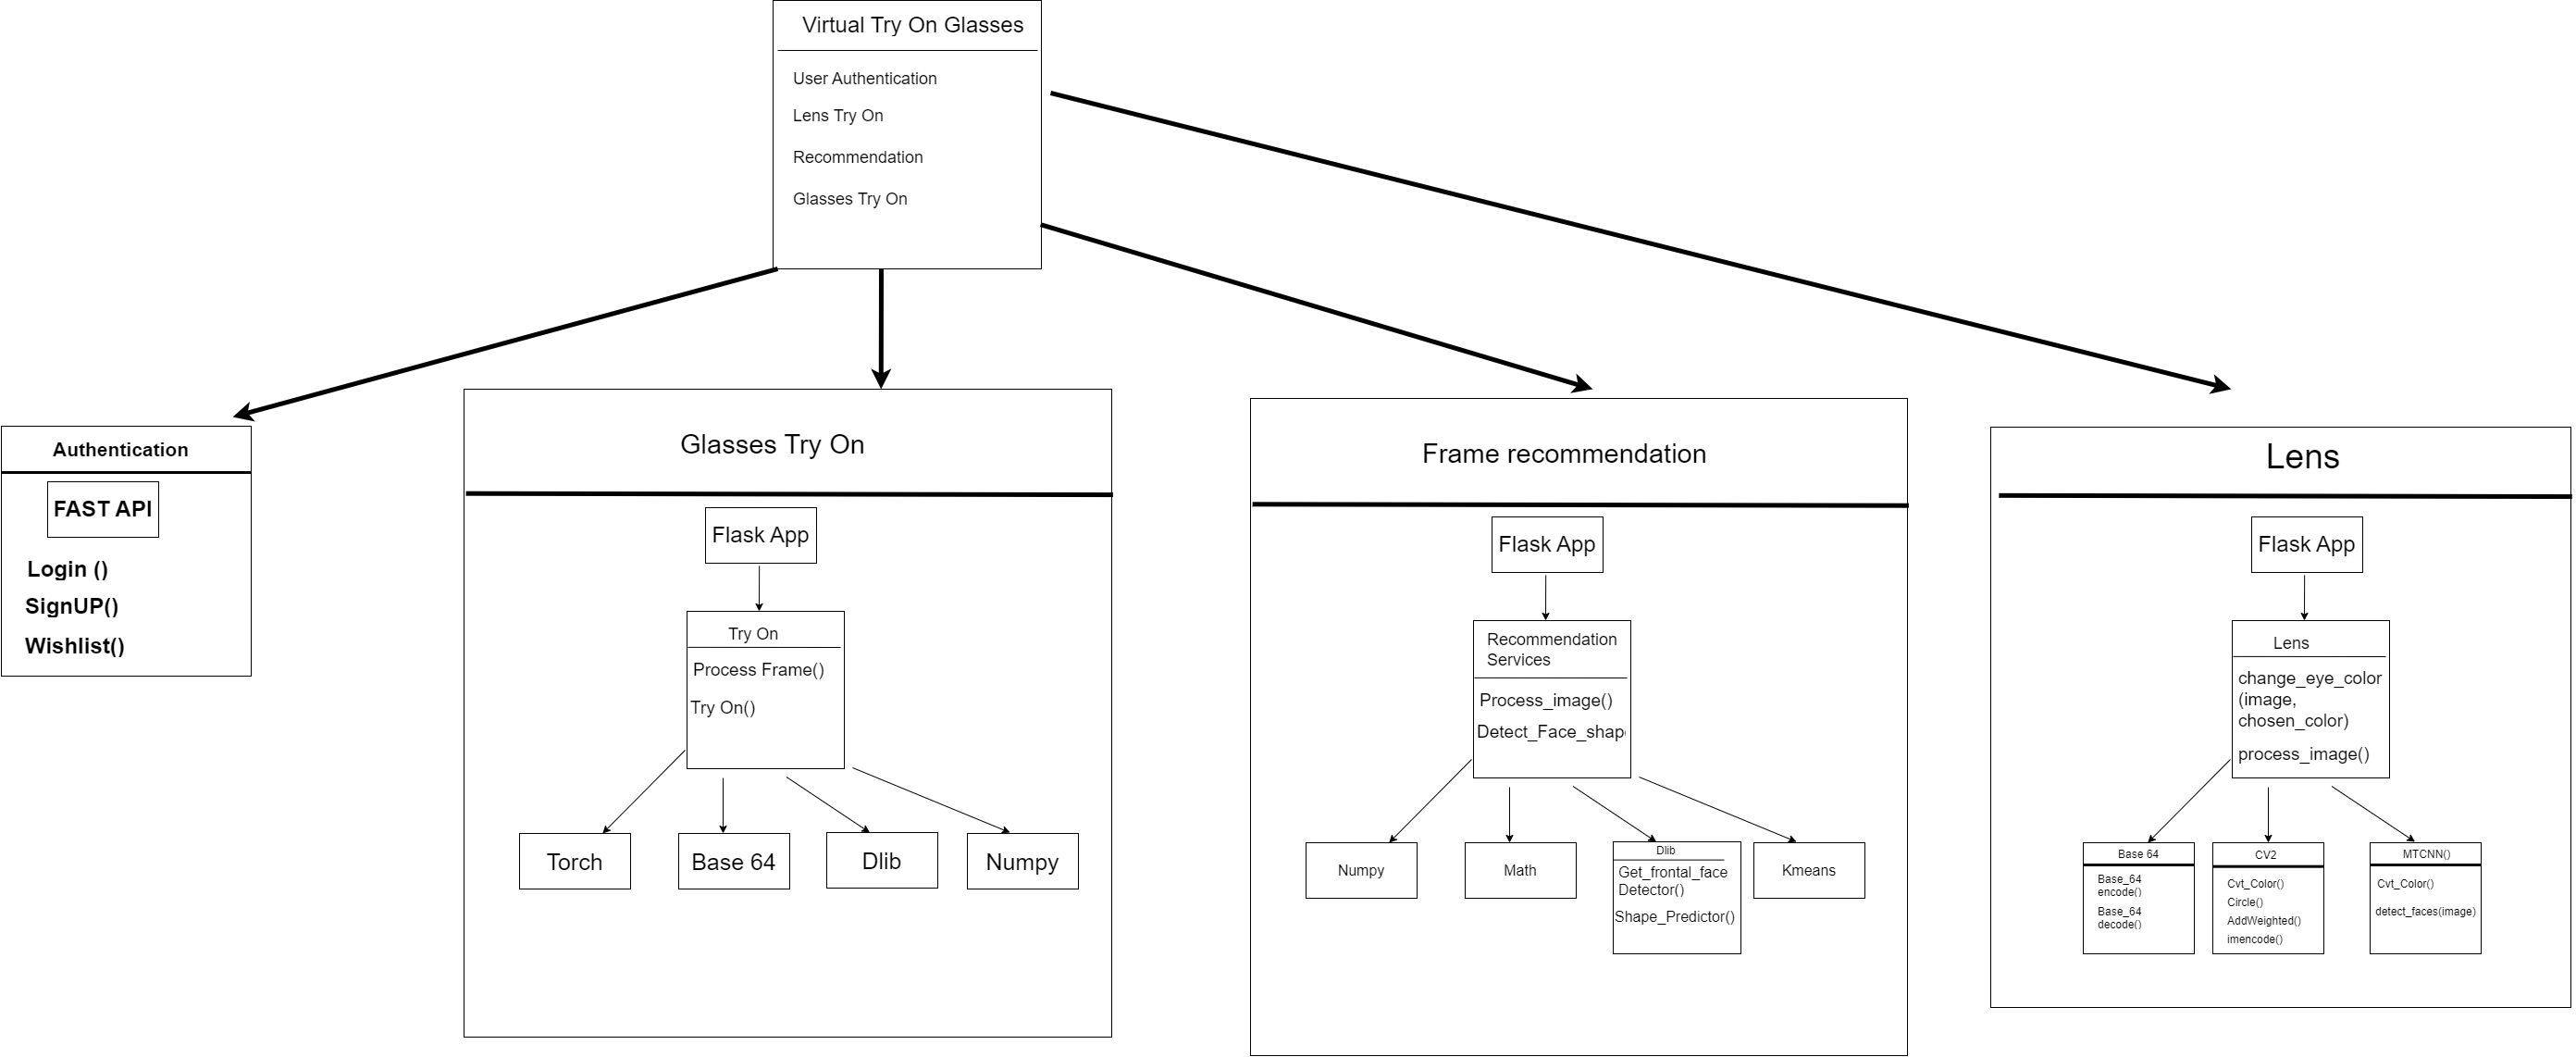 Virtual Try On Glasses
User Authentication
Lens Try On
Recommendation
Glasses Try On
Authentication
FAST API
Login ()
SignUP()
Wishlist()
Glasses Try On
Flask App
Try On
Process Frame()
Try On()
Torch
Base 64
Dlib
Numpy
Frame recommendation
Flask App
Recommendation
Services
Process_image()
Detect_Face_shap
Numpy
Math
Dlib
Get_frontal_face
Detector()
Shape_Predictor()
Kmeans
Lens
Flask App
Lens
change_eye_color
(image,
chosen_color)
process_image()
Base 64
Base_64
encode()
Base_64
decode()
CV2
Cvt_Color()
Circle()
AddWeighted()
imencode()
MTCNN()
Cvt_Color()
detect_faces(image)